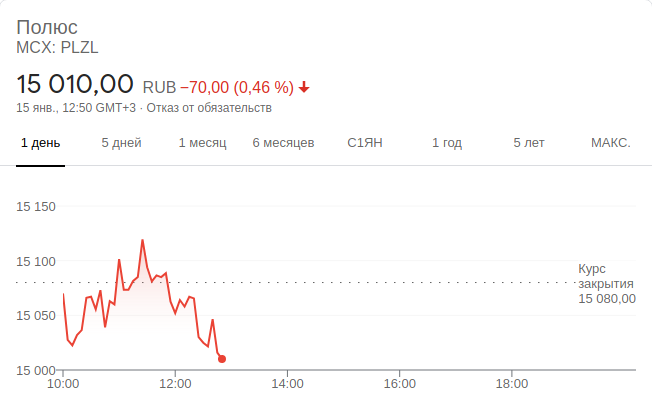 Полюс
MCX: PLZL
15 010,00 RUB −70,00 (0,46 %)
15 янв., 12:50 GMT+3 · Отказ от обязательств
1 день 5 дней 1 месяц 6 месяцев С1ЯН 1 год 5 лет МАКС.
15 150
15 100
Курс
закрытия
15 080,00
15 050
15 000
10:00 12:00 14:00 16:00 18:00